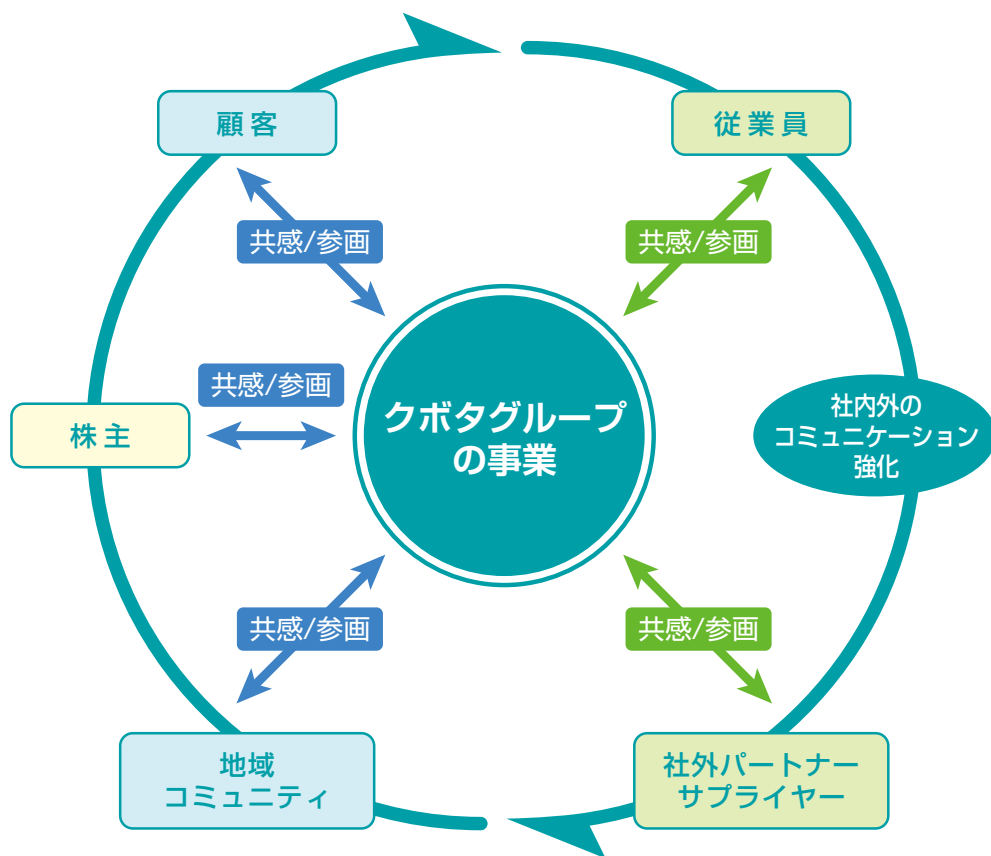 顧客
従業員
共感/参画
共感/参画
共感/参画
株主
クボタグループ
の事業
社内外の
コミュニケーション
強化
共感/参画
共感/参画
地域
コミュニティ
社外パートナー
サプライヤー